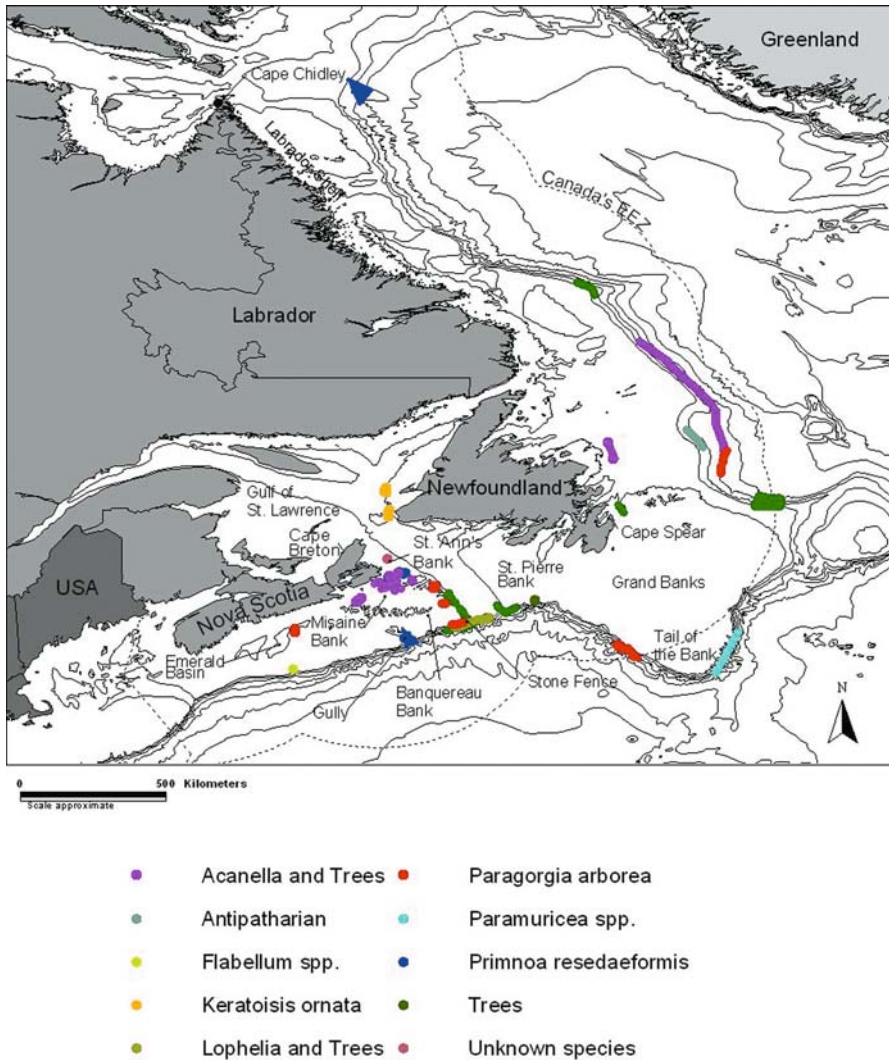 Greenland
Cape Chidley
Labrador Shelf
Canada's EEZ
Labrador
Newfoundland
Gulf of
St. Lawrence
Cape
Breton
St. Ann's
Bank
St. Pierre
Bank
Cape Spear
Grand Banks
USA
Nova Scotia
Misaine
Bank
Tail of
the Bank
Emerald
Basin
Stone Fence
Banquereau
Bank
Gully
N
0 500 Kilometers
Scale approximate
Acanella and Trees
Paragorgia arborea
Antipatharian
Paramuricea spp.
Flabellum spp.
Primnoa resedaeformis
Keratoisis ornata
Trees
Lophelia and Trees
Unknown species